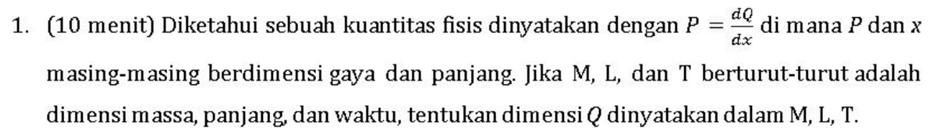 1. (10 menit) Diketahui sebuah kuantitas fisis dinyatakan dengan P = dQ/dx di mana P dan x
masing-masing berdimensi gaya dan panjang. Jika M, L, dan T berturut-turut adalah
dimensi massa, panjang, dan waktu, tentukan dimensi Q dinyatakan dalam M, L, T.